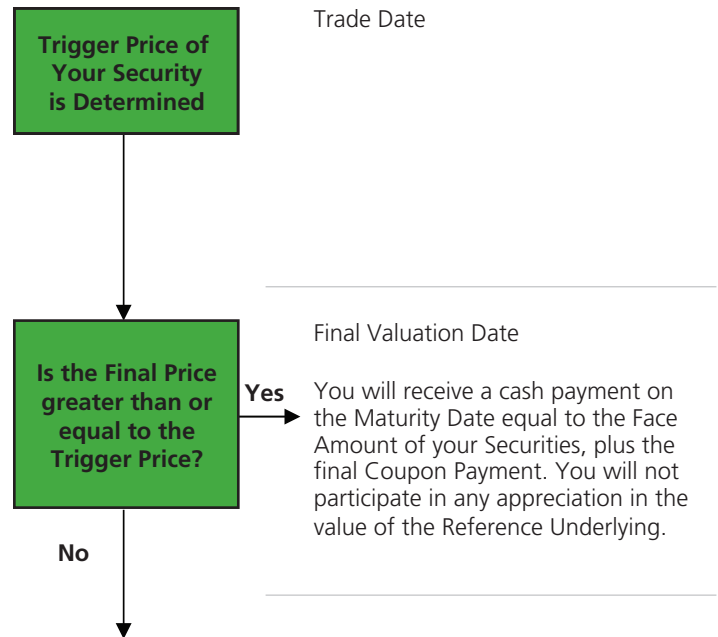 Trade Date
Trigger Price of
Your Security
is Determined
Final Valuation Date
Is the Final Price
greater than or
equal to the
Trigger Price?
Yes
You will receive a cash payment on
the Maturity Date equal to the Face
Amount of your Securities, plus the
final Coupon Payment. You will not
participate in any appreciation in the
value of the Reference Underlying.
No